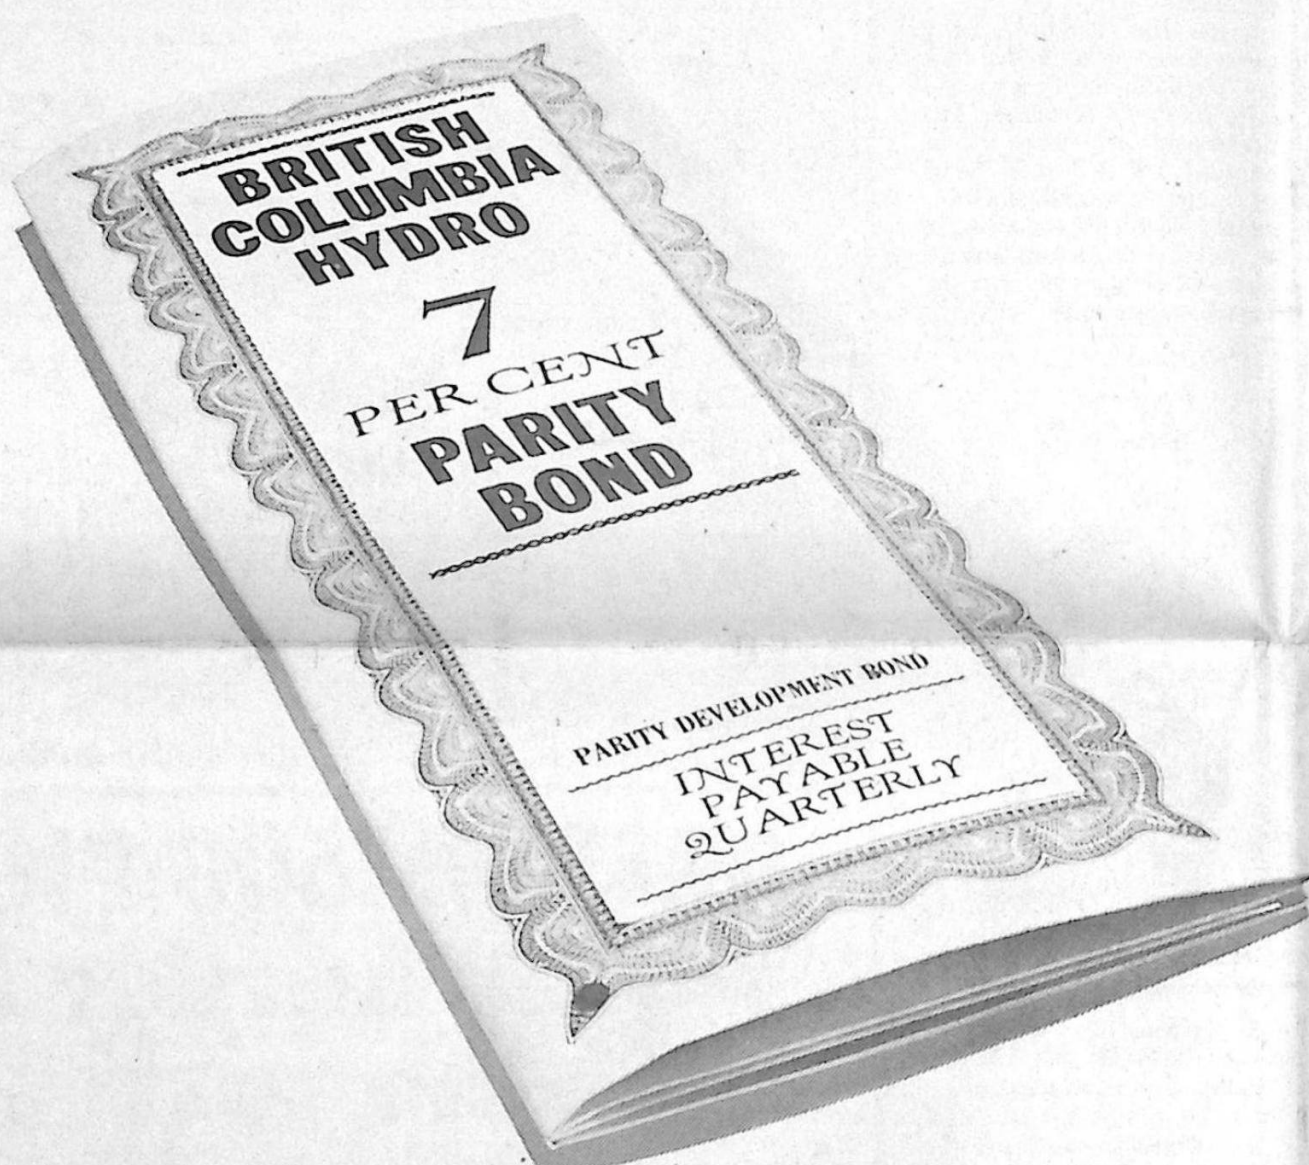 BRITISH
COLUMBIA
HYDRO
7
PER CENT
PARITY
BOND
PARITY DEVELOPMENT BOND
INTEREST
PAYABLE
QUARTERLY